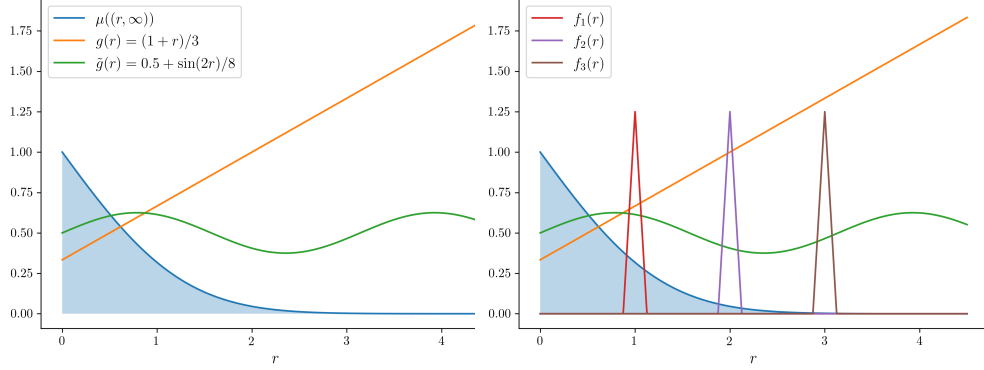 μ((r, ∞))
g(r) = (1 + r)/3
g̃(r) = 0.5 + sin(2r)/8
1.75
1.50
1.25
1.00
0.75
0.50
0.25
0.00
0 1 2 3 4
r
f₁(r)
f₂(r)
f₃(r)
1.75
1.50
1.25
1.00
0.75
0.50
0.25
0.00
0 1 2 3 4
r